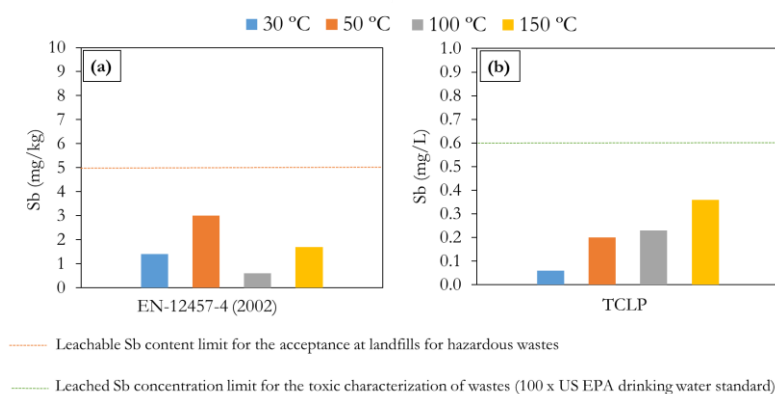 30 ºC 50 ºC 100 ºC 150 ºC
(a)
10
9
8
7
6
5
4
3
2
1
0
Sb (mg/kg)
EN-12457-4 (2002)
(b)
1.0
0.9
0.8
0.7
0.6
0.5
0.4
0.3
0.2
0.1
0.0
Sb (mg/L)
TCLP
Leachable Sb content limit for the acceptance at landfills for hazardous wastes
Leached Sb concentration limit for the toxic characterization of wastes (100 x US EPA drinking water standard)